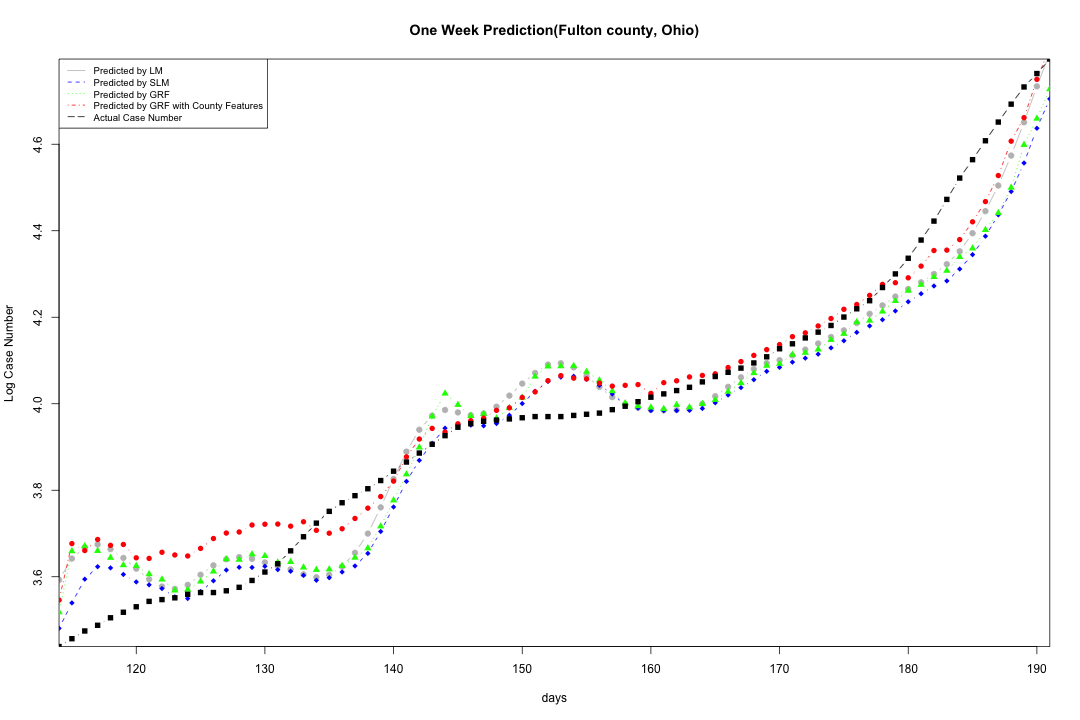 One Week Prediction(Fulton county, Ohio)
Predicted by LM
Predicted by SLM
Predicted by GRF
Predicted by GRF with County Features
Actual Case Number
Log Case Number
4.6
4.4
4.2
4.0
3.8
3.6
120 130 140 150 160 170 180 190
days